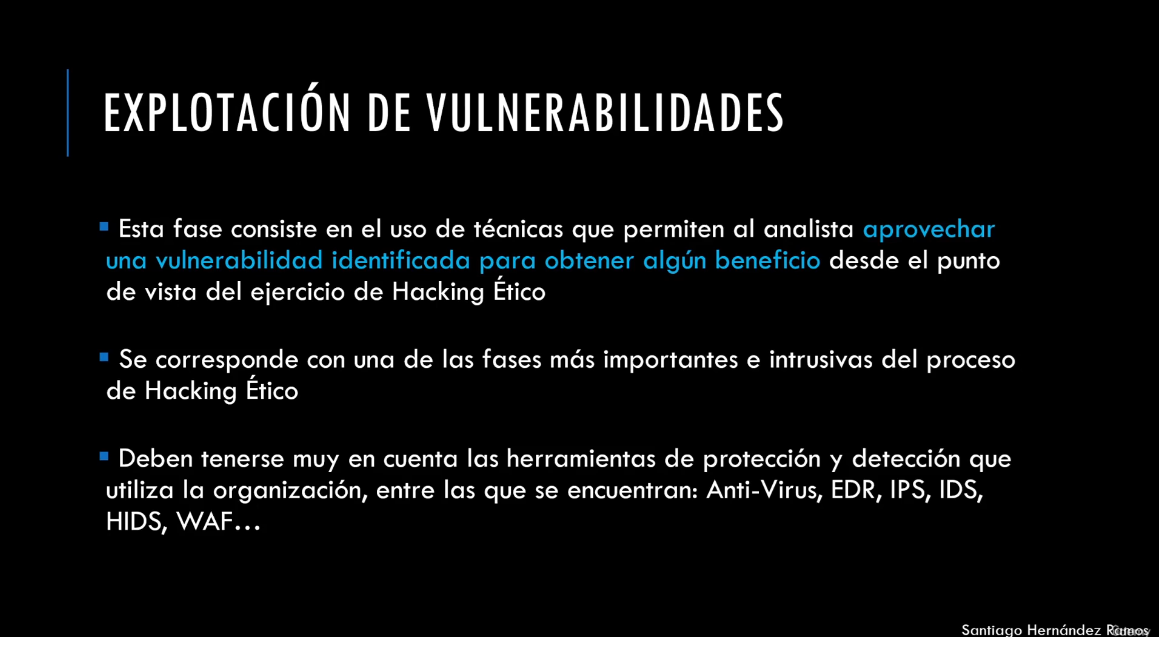 EXPLOTACIÓN DE VULNERABILIDADES
Esta fase consiste en el uso de técnicas que permiten al analista aprovechar
una vulnerabilidad identificada para obtener algún beneficio desde el punto
de vista del ejercicio de Hacking Ético
Se corresponde con una de las fases más importantes e intrusivas del proceso
de Hacking Ético
Deben tenerse muy en cuenta las herramientas de protección y detección que
utiliza la organización, entre las que se encuentran: Anti-Virus, EDR, IPS, IDS,
HIDS, WAF...
Santiago Hernández Ramos